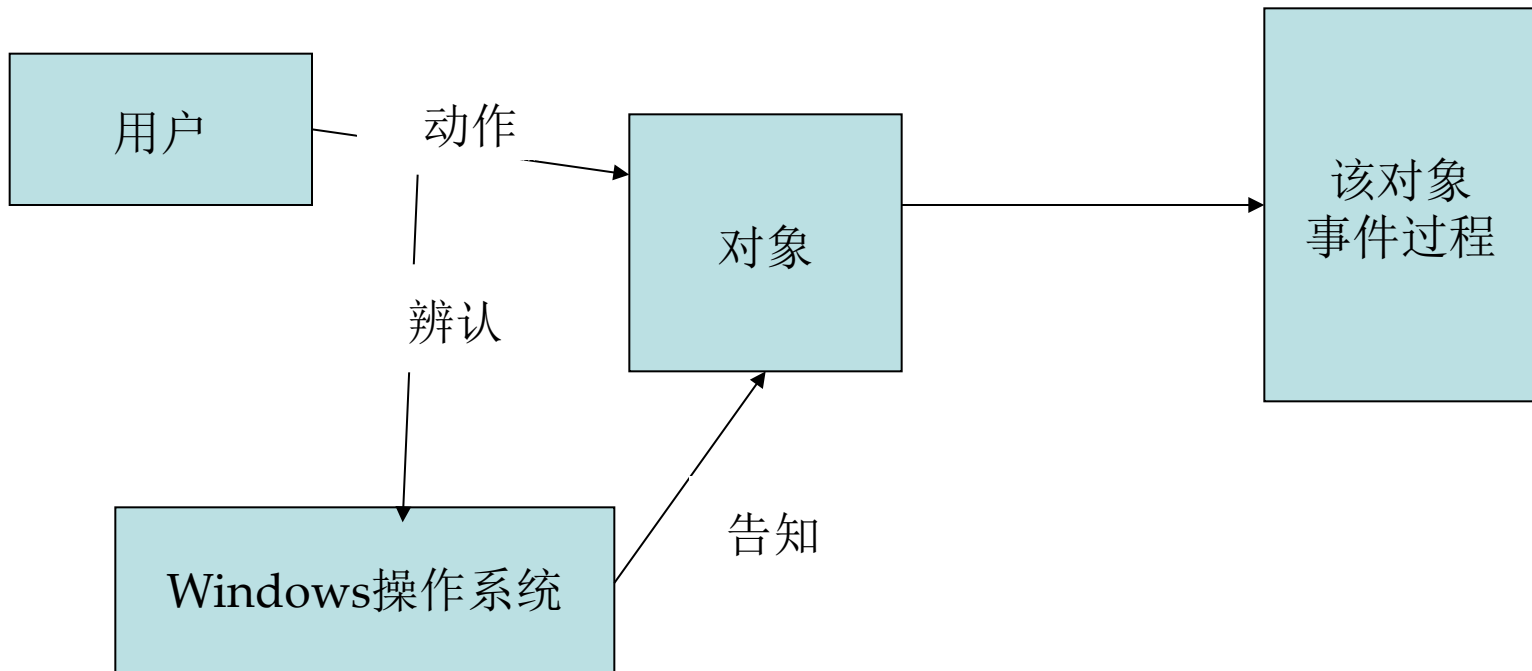 用户
动作
对象
该对象
事件过程
辨认
告知
Windows操作系统